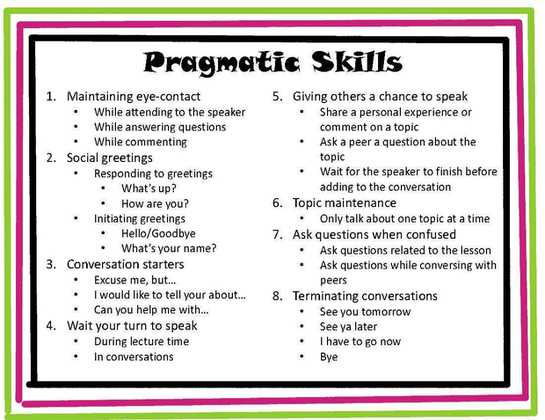 Pragmatic Skills
1. Maintaining eye-contact
• While attending to the speaker
• While answering questions
• While commenting
2. Social greetings
• Responding to greetings
• What's up?
• How are you?
• Initiating greetings
• Hello/Goodbye
• What's your name?
3. Conversation starters
• Excuse me, but…
• I would like to tell your about…
• Can you help me with…
4. Wait your turn to speak
• During lecture time
• In conversations
5. Giving others a chance to speak
• Share a personal experience or
comment on a topic
• Ask a peer a question about the
topic
• Wait for the speaker to finish before
adding to the conversation
6. Topic maintenance
• Only talk about one topic at a time
7. Ask questions when confused
• Ask questions related to the lesson
• Ask questions while conversing with
peers
8. Terminating conversations
• See you tomorrow
• See ya later
• I have to go now
• Bye